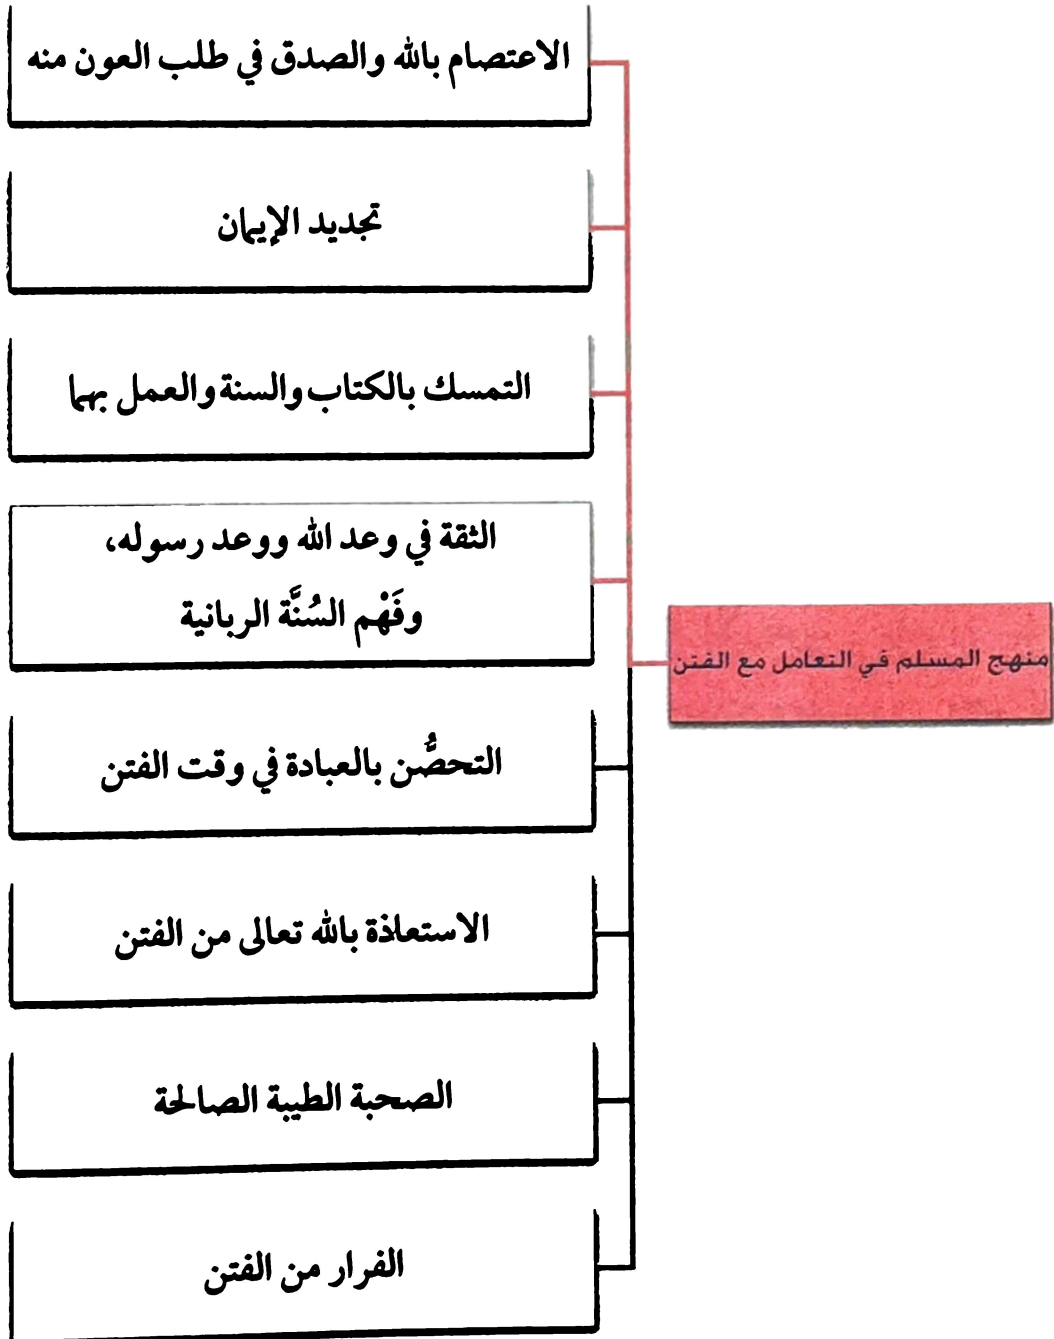 منهج المسلم في التعامل مع الفتن
الاعتصام بالله والصدق في طلب العون منه
تجديد الإيمان
التمسك بالكتاب والسنة والعمل بهما
الثقة في وعد الله ووعد رسوله،
وفَهْم السُنَّة الربانية
التحصُّن بالعبادة في وقت الفتن
الاستعاذة بالله تعالى من الفتن
الصحبة الطيبة الصالحة
الفرار من الفتن